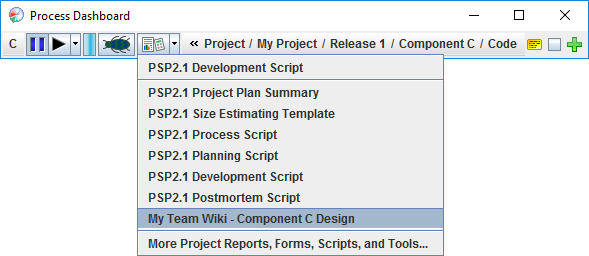 Process Dashboard
C « Project / My Project / Release 1 / Component C / Code
PSP2.1 Development Script
PSP2.1 Project Plan Summary
PSP2.1 Size Estimating Template
PSP2.1 Process Script
PSP2.1 Planning Script
PSP2.1 Development Script
PSP2.1 Postmortem Script
My Team Wiki - Component C Design
More Project Reports, Forms, Scripts, and Tools...